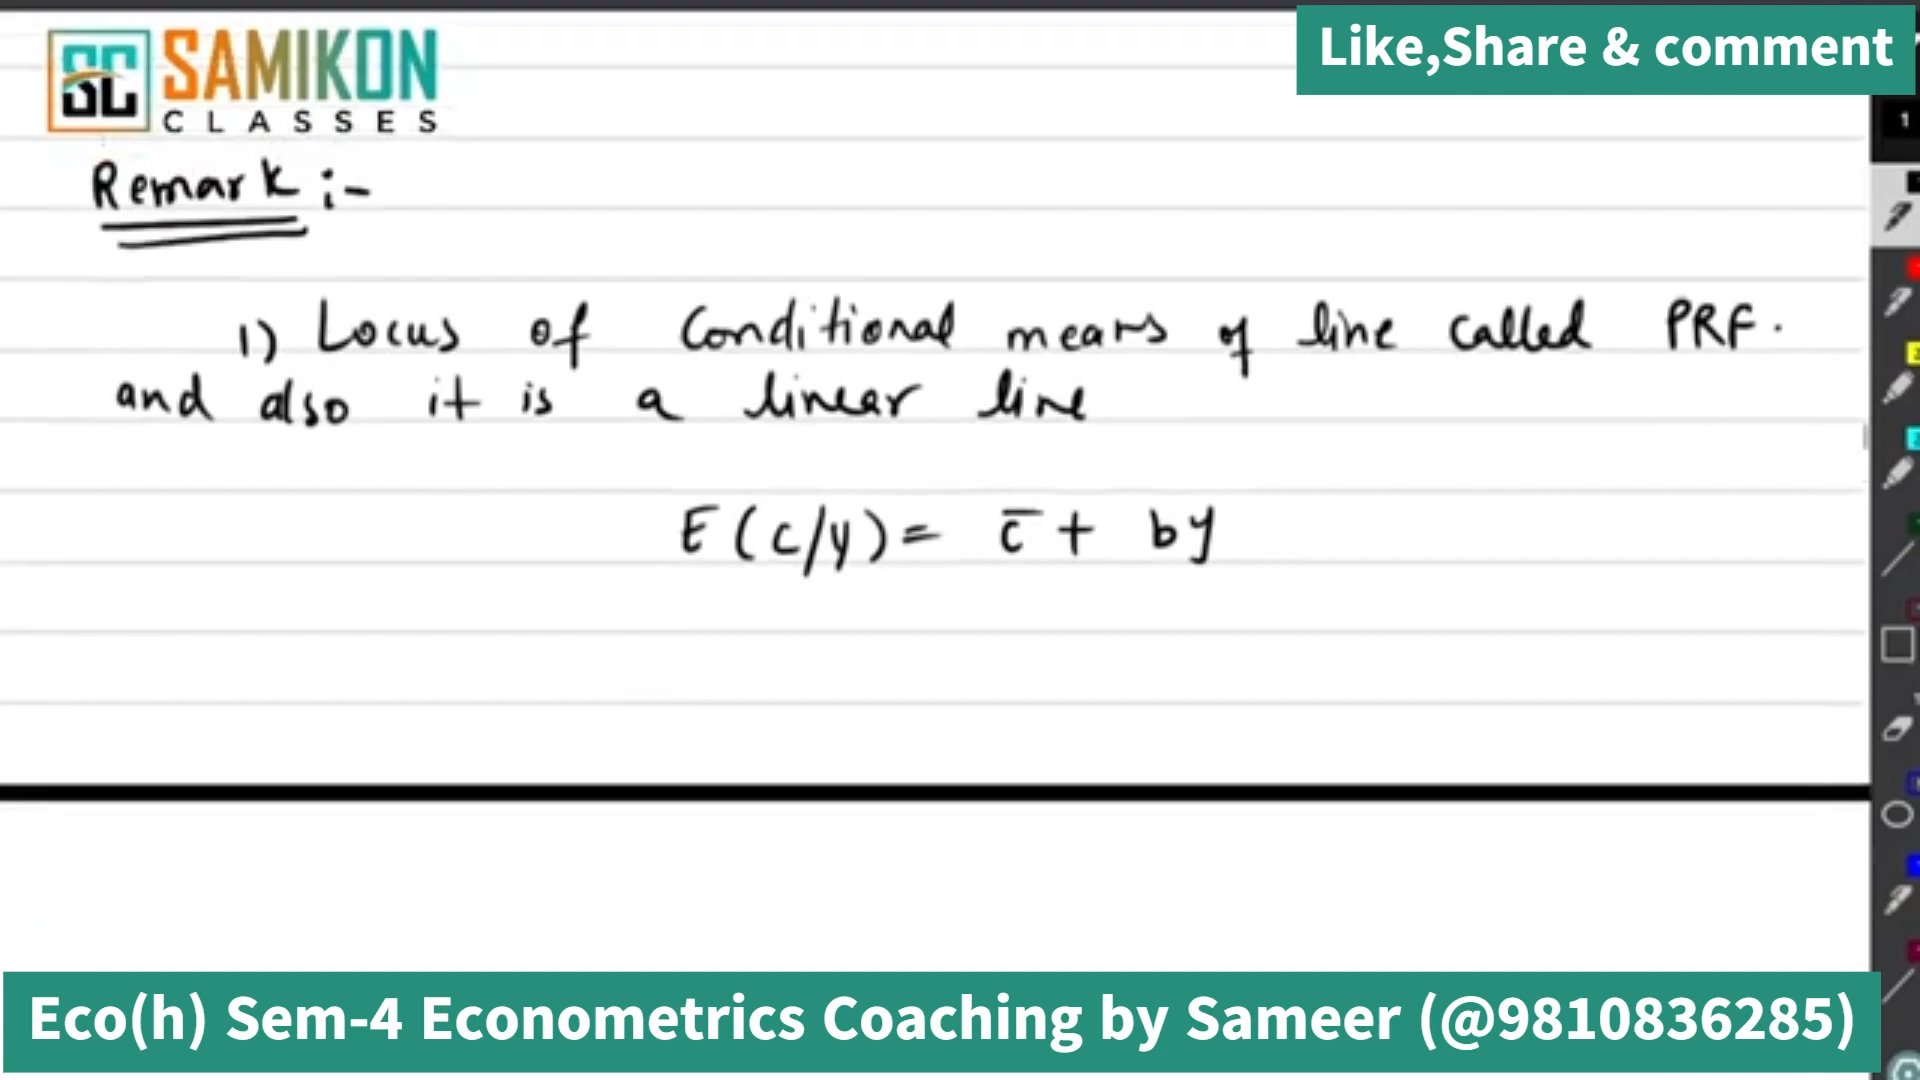 Like,Share & comment
SC SAMIKON
CLASSES
Remark :-
1) Locus of Conditional means of line called PRF.
and also it is a linear line
E(c/y) = c̄ + by
Eco(h) Sem-4 Econometrics Coaching by Sameer (@9810836285)